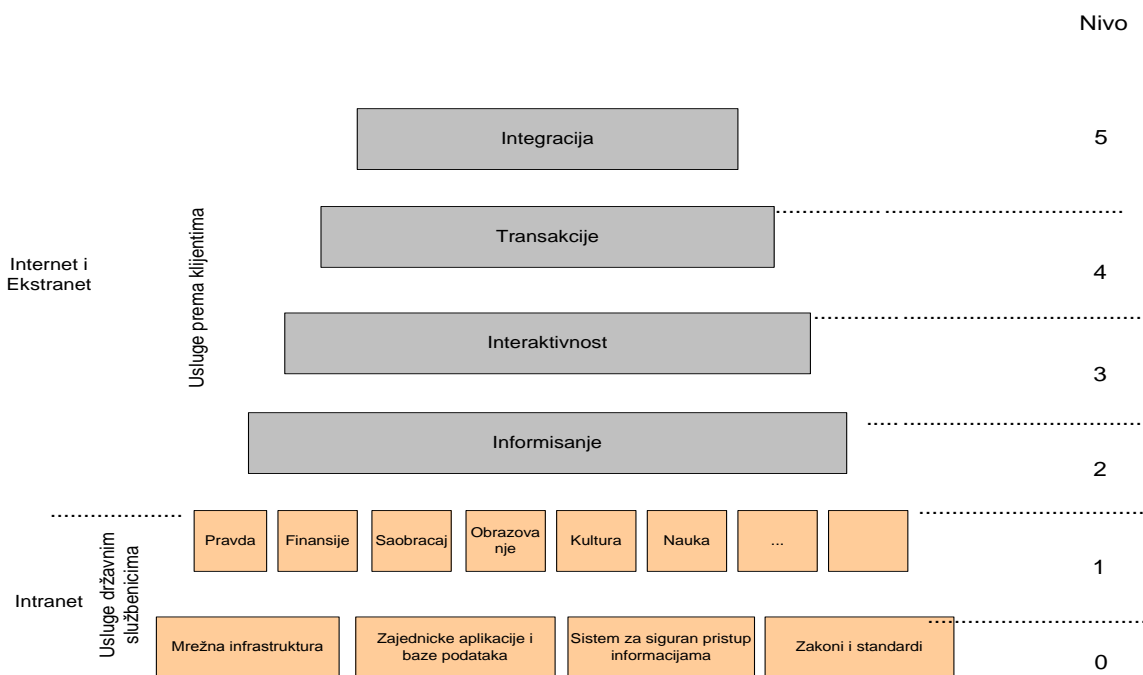 Nivo
Integracija
5
Transakcije
Usluge prema klijentima
Internet i
Ekstranet
4
Interaktivnost
3
Informisanje
2
Pravda
Finansije
Saobracaj
Obrazova
nje
Kultura
Nauka
...
1
Intranet
Usluge državnim
službenicima
Mrežna infrastruktura
Zajednicke aplikacije i
baze podataka
Sistem za siguran pristup
informacijama
Zakoni i standardi
0